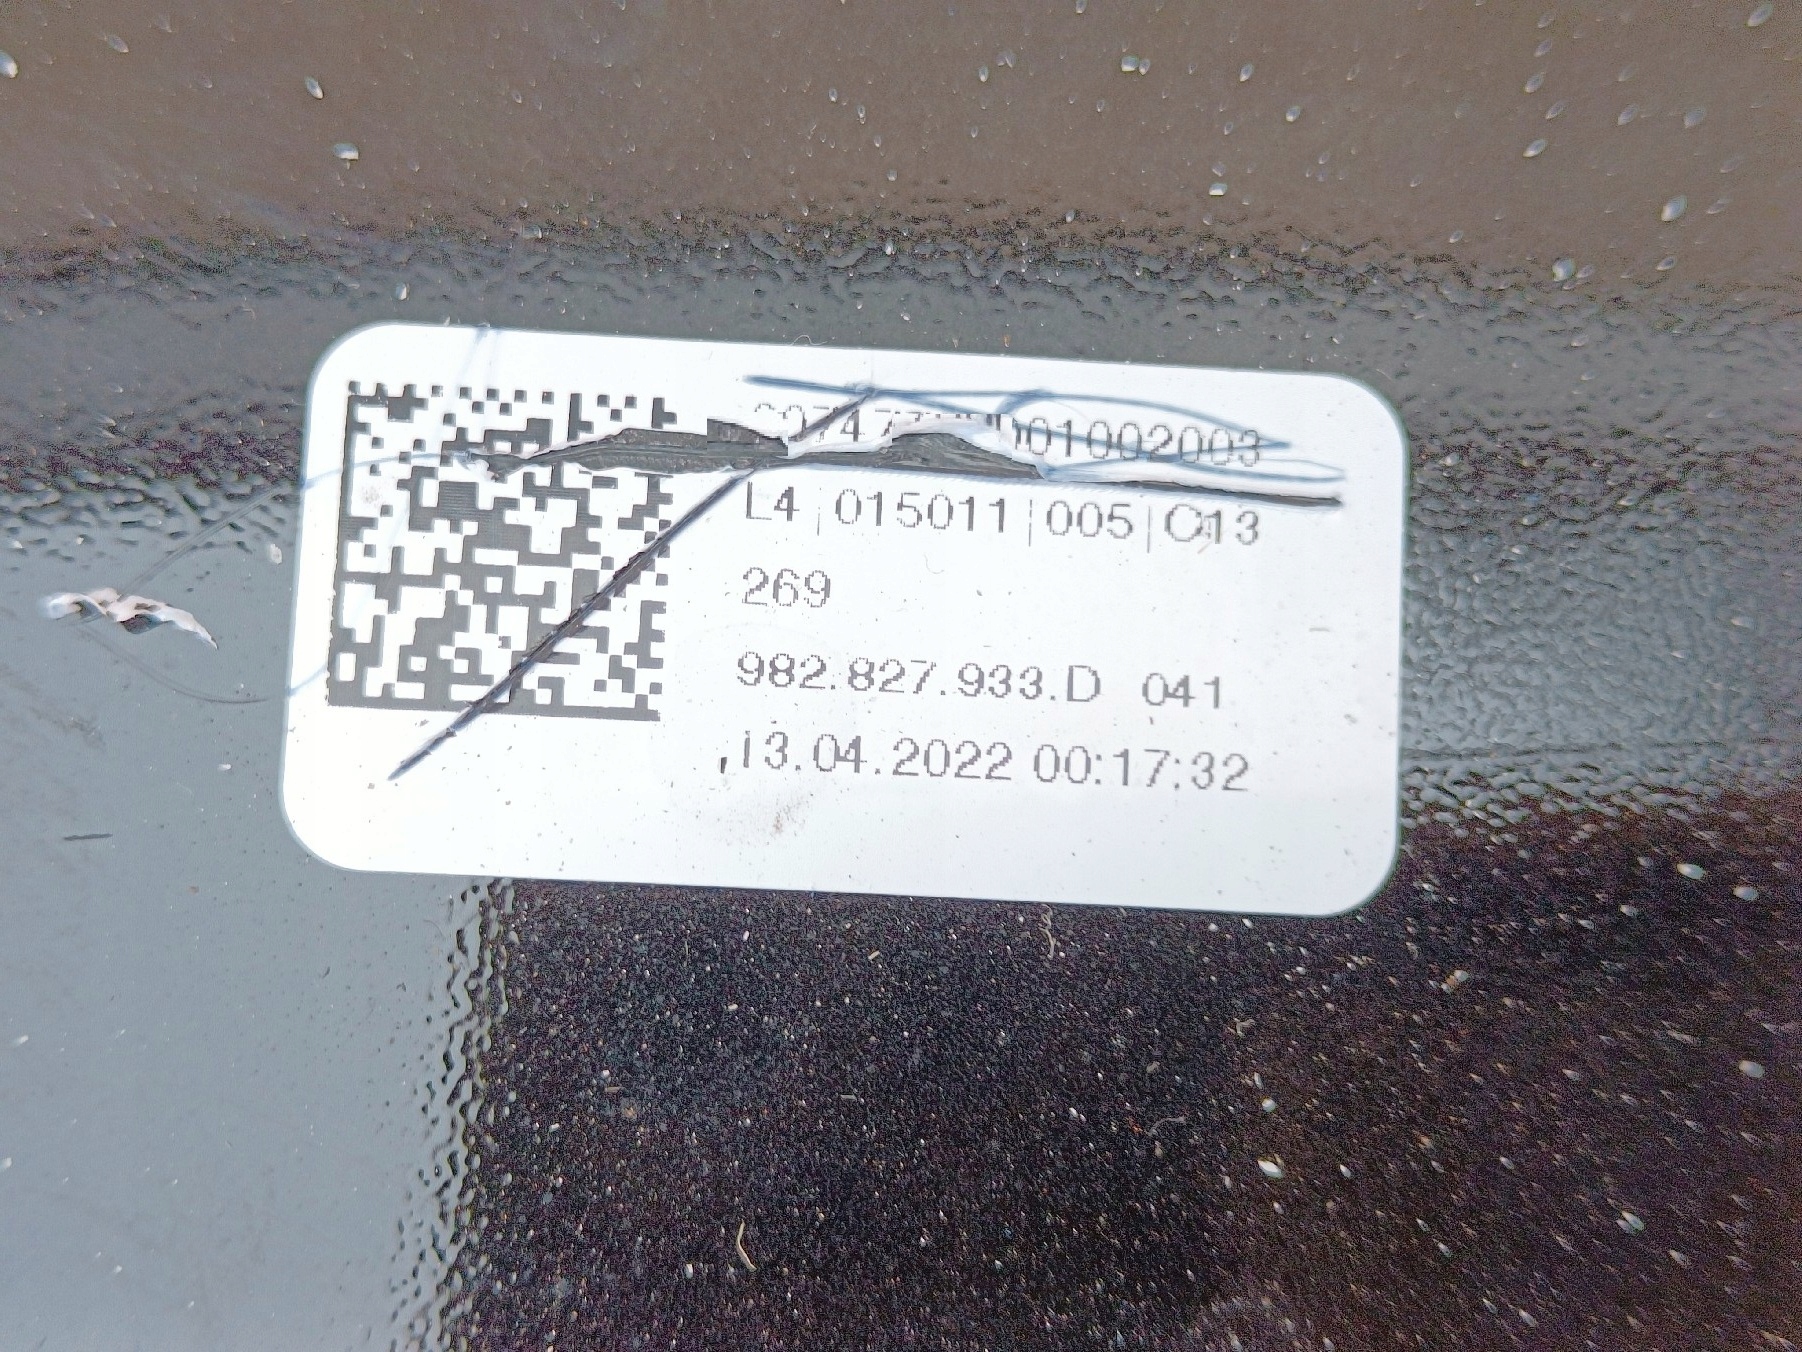 L4 | 015011 | 005 | C13
269
982.827.933.D 041
13.04.2022 00:17:32